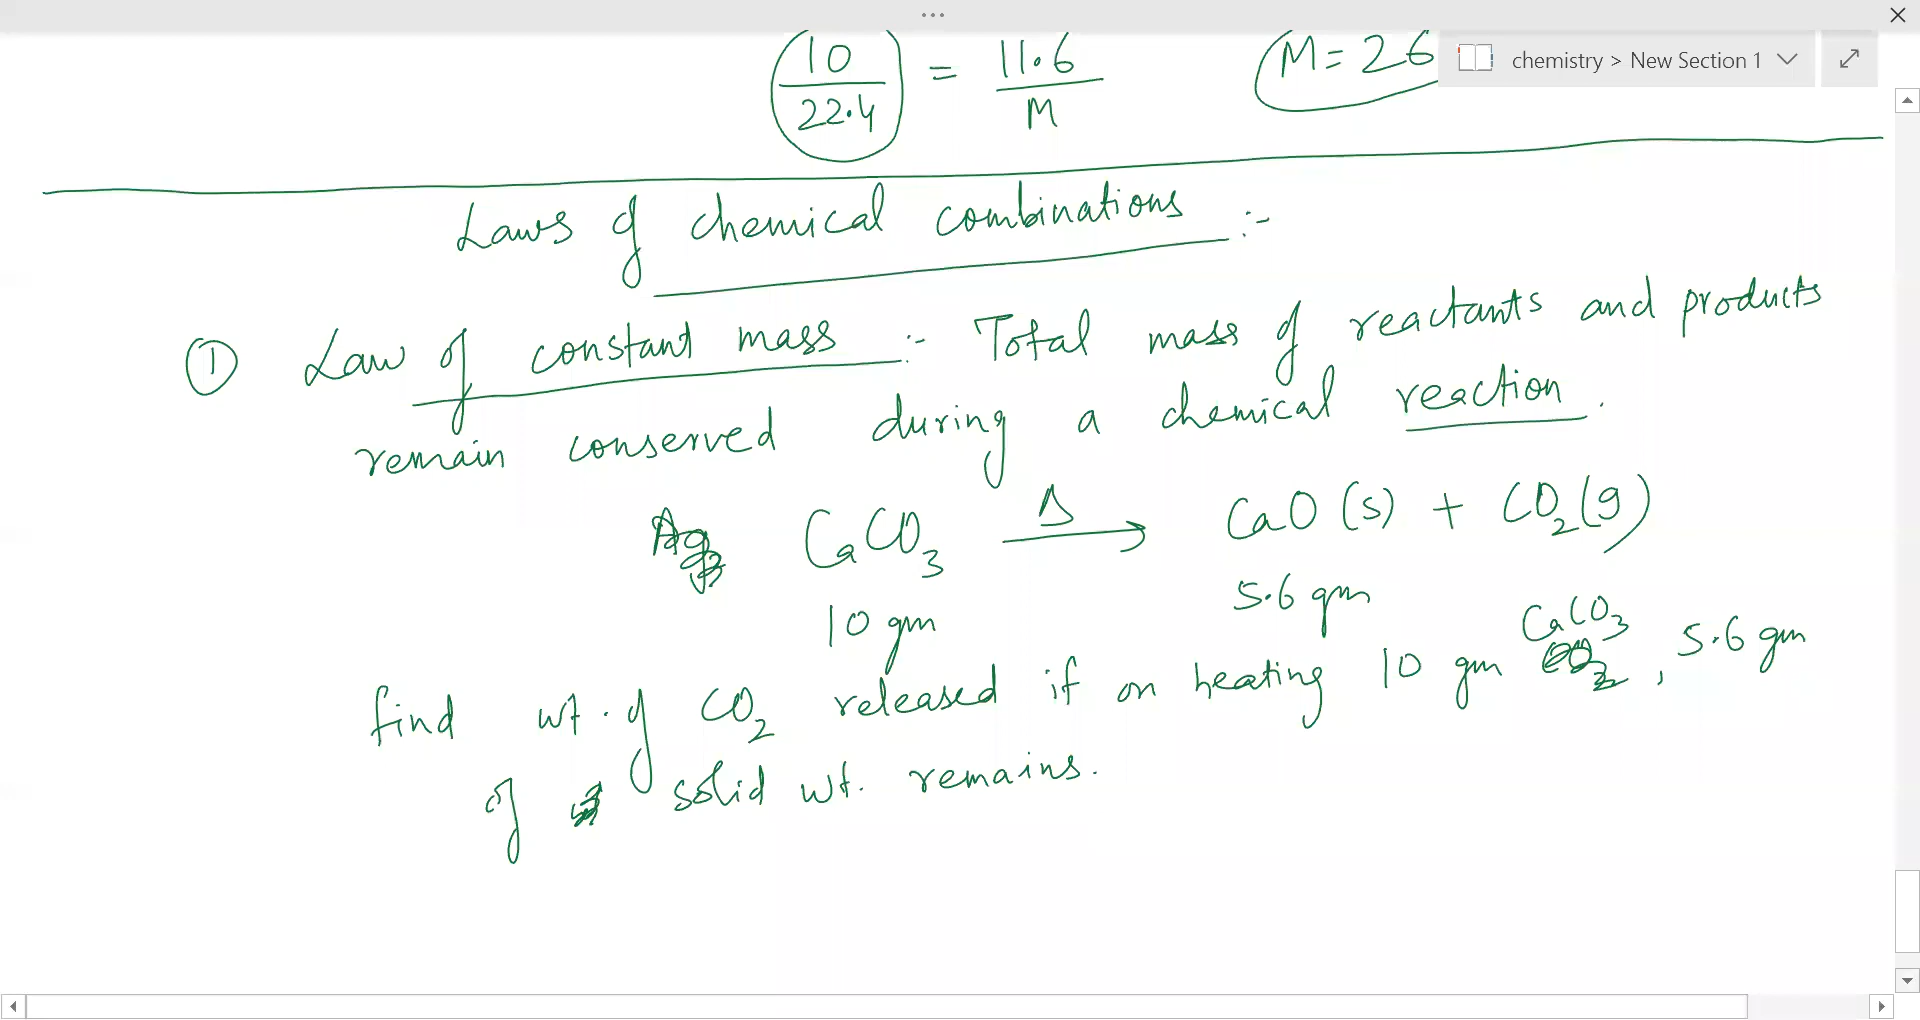 chemistry > New Section 1
10/22.4 = 11.6/M M = 26
Laws of chemical combinations :-
① Law of constant mass :- Total mass of reactants and products
remain conserved during a chemical reaction.
CaCO₃ Δ→ CaO (s) + CO₂ (g)
10 gm 5.6 gm
find wt. of CO₂ released if on heating 10 gm CaCO₃, 5.6 gm
of solid wt. remains.